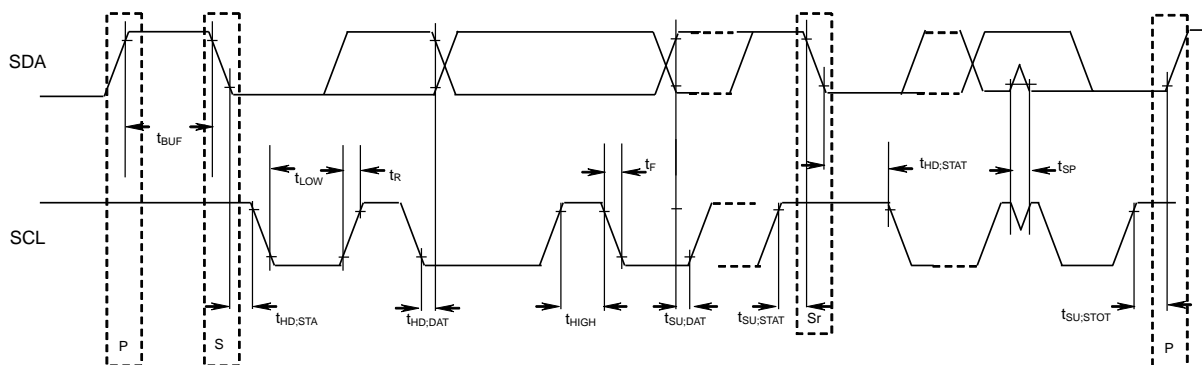 SDA
tBUF
tLOW
tR
tF
tHD;STAT
tSP
SCL
tHD;STA
tHD;DAT
tHIGH
tSU;DAT
tSU;STAT
Sr
tSU;STOT
P
S
P